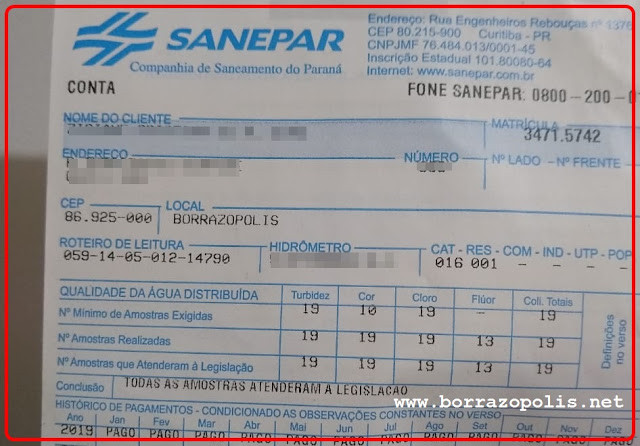 SANEPAR
Companhia de Saneamento do Paraná
Endereço: Rua Engenheiros Rebouças nº 1376
CEP 80.215-900 Curitiba - PR
CNPJMF 76.484.013/0001-45
Inscrição Estadual 101.80080-64
Internet: www.sanepar.com.br
CONTA
FONE SANEPAR: 0800-200-0
NOME DO CLIENTE
MATRÍCULA
3471.5742
ENDEREÇO
NÚMERO
Nº LADO - Nº FRENTE
CEP LOCAL
86.925-000 BORRAZOPOLIS
ROTEIRO DE LEITURA HIDRÔMETRO CAT - RES - COM - IND - UTP - POP
059-14-05-012-14790 016 001 - - - -
QUALIDADE DA ÁGUA DISTRIBUÍDA Turbidez Cor Cloro Flúor Coli. Totais
Nº Mínimo de Amostras Exigidas 19 10 19 - 19
Nº Amostras Realizadas 19 19 19 13 19
Nº Amostras que Atenderam à Legislação 19 19 19 13 19
Definições no verso
Conclusão TODAS AS AMOSTRAS ATENDERAM A LEGISLACAO
www.borrazopolis.net
HISTÓRICO DE PAGAMENTOS - CONDICIONADO AS OBSERVAÇÕES CONSTANTES NO VERSO
Ano Jan Fev Mar Abr Mai Jun Jul Ago Set Out Nov Dez
2019 PAGO PAGO PAGO PAGO PAGO PAGO PAGO PAGO